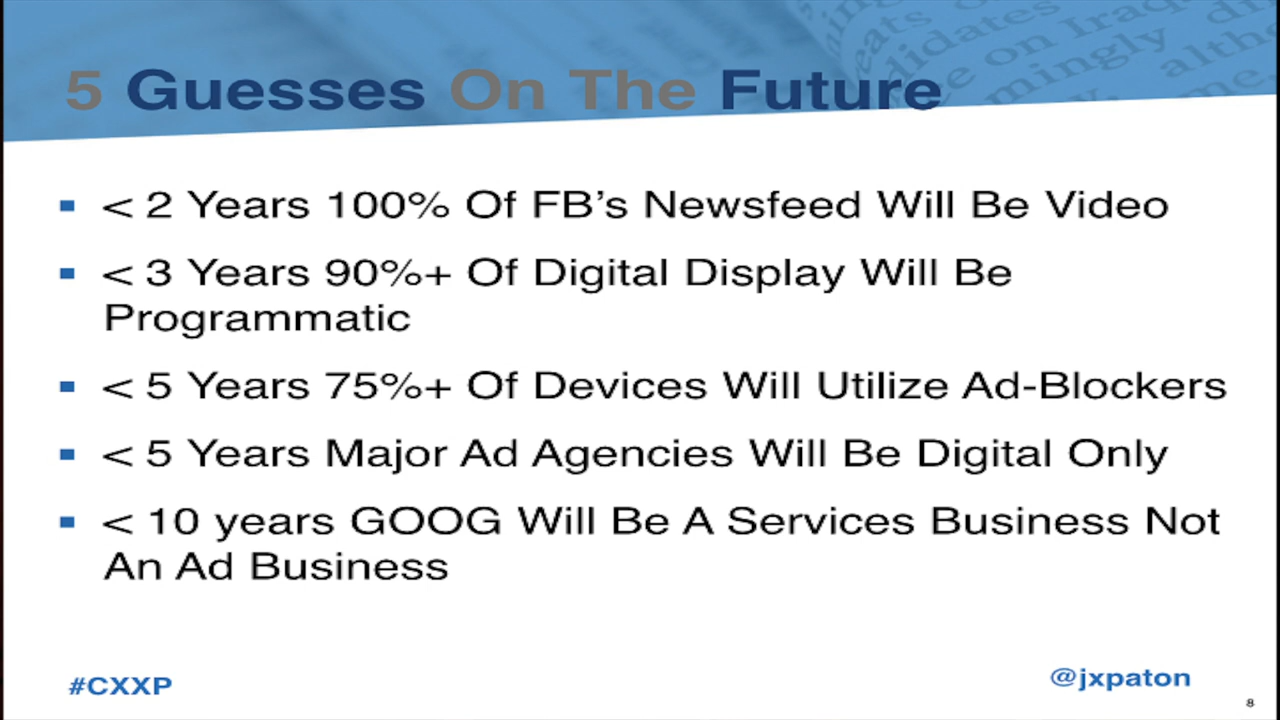 5 Guesses On The Future
< 2 Years 100% Of FB's Newsfeed Will Be Video
< 3 Years 90%+ Of Digital Display Will Be
Programmatic
< 5 Years 75%+ Of Devices Will Utilize Ad-Blockers
< 5 Years Major Ad Agencies Will Be Digital Only
< 10 years GOOG Will Be A Services Business Not
An Ad Business
#CXXP
@jxpaton
8